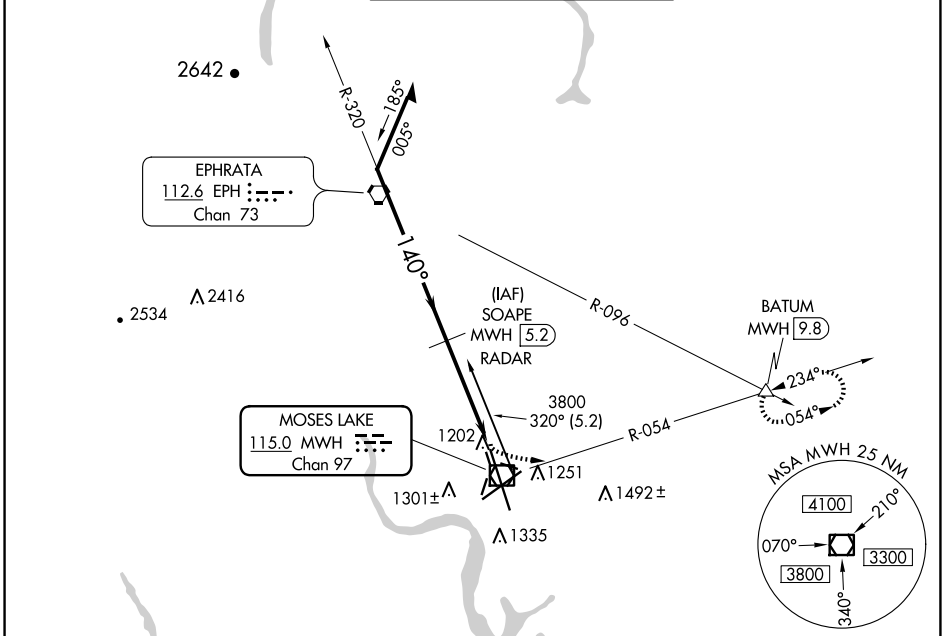 2642
R-320
185°
005°
EPHRATA
112.6 EPH
Chan 73
140°
2416
2534
(IAF)
SOAPE
MWH 5.2
RADAR
R-096
BATUM
MWH 9.8
234°
054°
3800
320° (5.2)
R-054
MOSES LAKE
115.0 MWH
Chan 97
1202
1251
1301±
1492±
1335
MSA MWH 25 NM
4100
210°
070°
3300
3800
340°